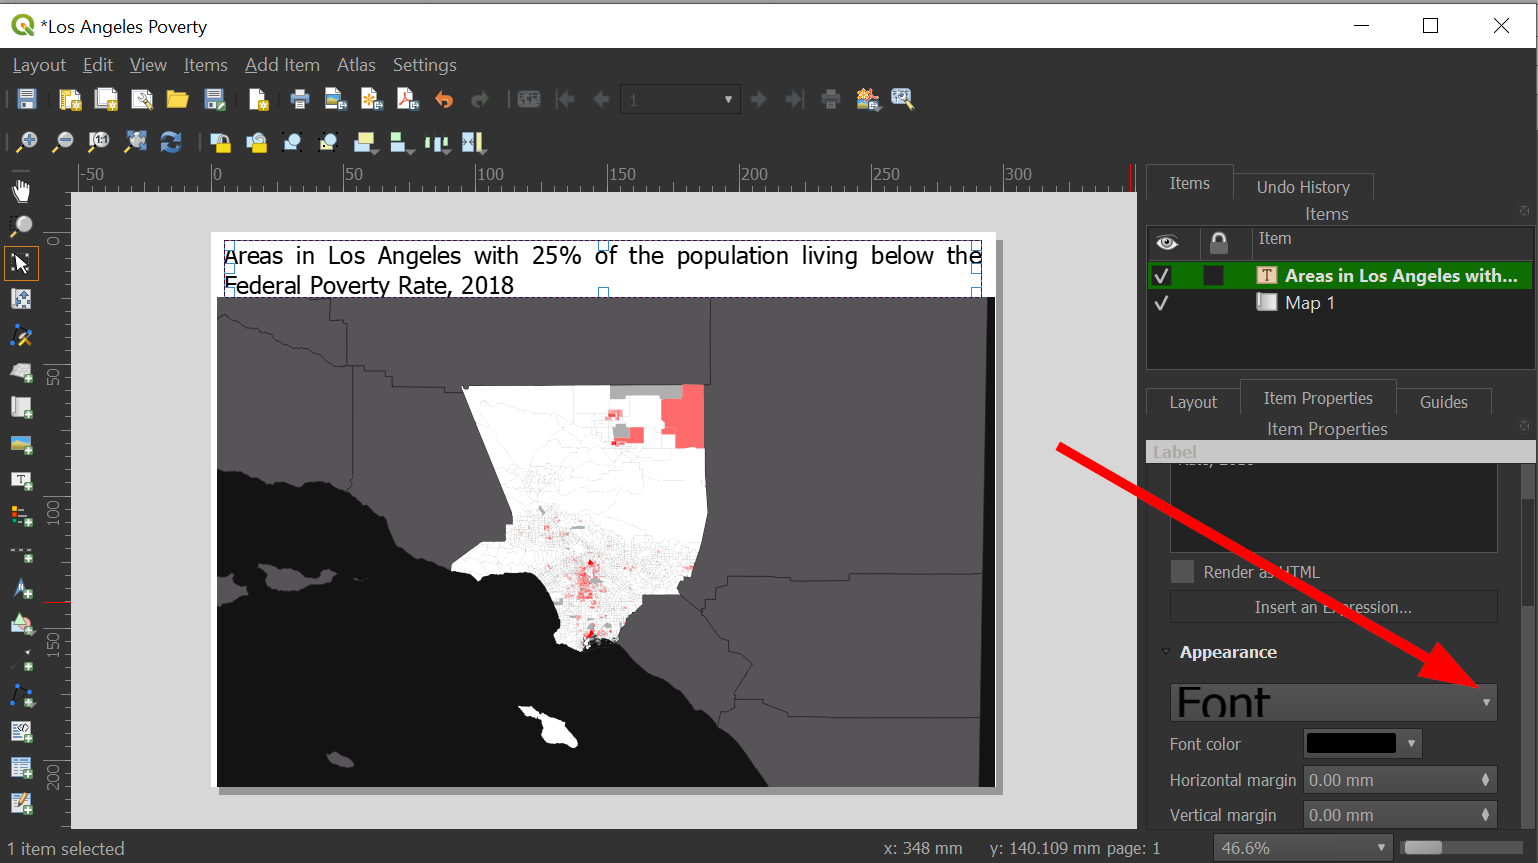 *Los Angeles Poverty
Layout Edit View Items Add Item Atlas Settings
1
1:1
-50 0 50 100 150 200 250 300
0
50
100
150
200
Areas in Los Angeles with 25% of the population living below the
Federal Poverty Rate, 2018
Items Undo History
Items
Item
T Areas in Los Angeles with...
Map 1
Layout Item Properties Guides
Item Properties
Label
Rate, 2018
Render as HTML
Insert an Expression...
Appearance
Font
Font color
Horizontal margin 0.00 mm
Vertical margin 0.00 mm
1 item selected
x: 348 mm y: 140.109 mm page: 1
46.6%